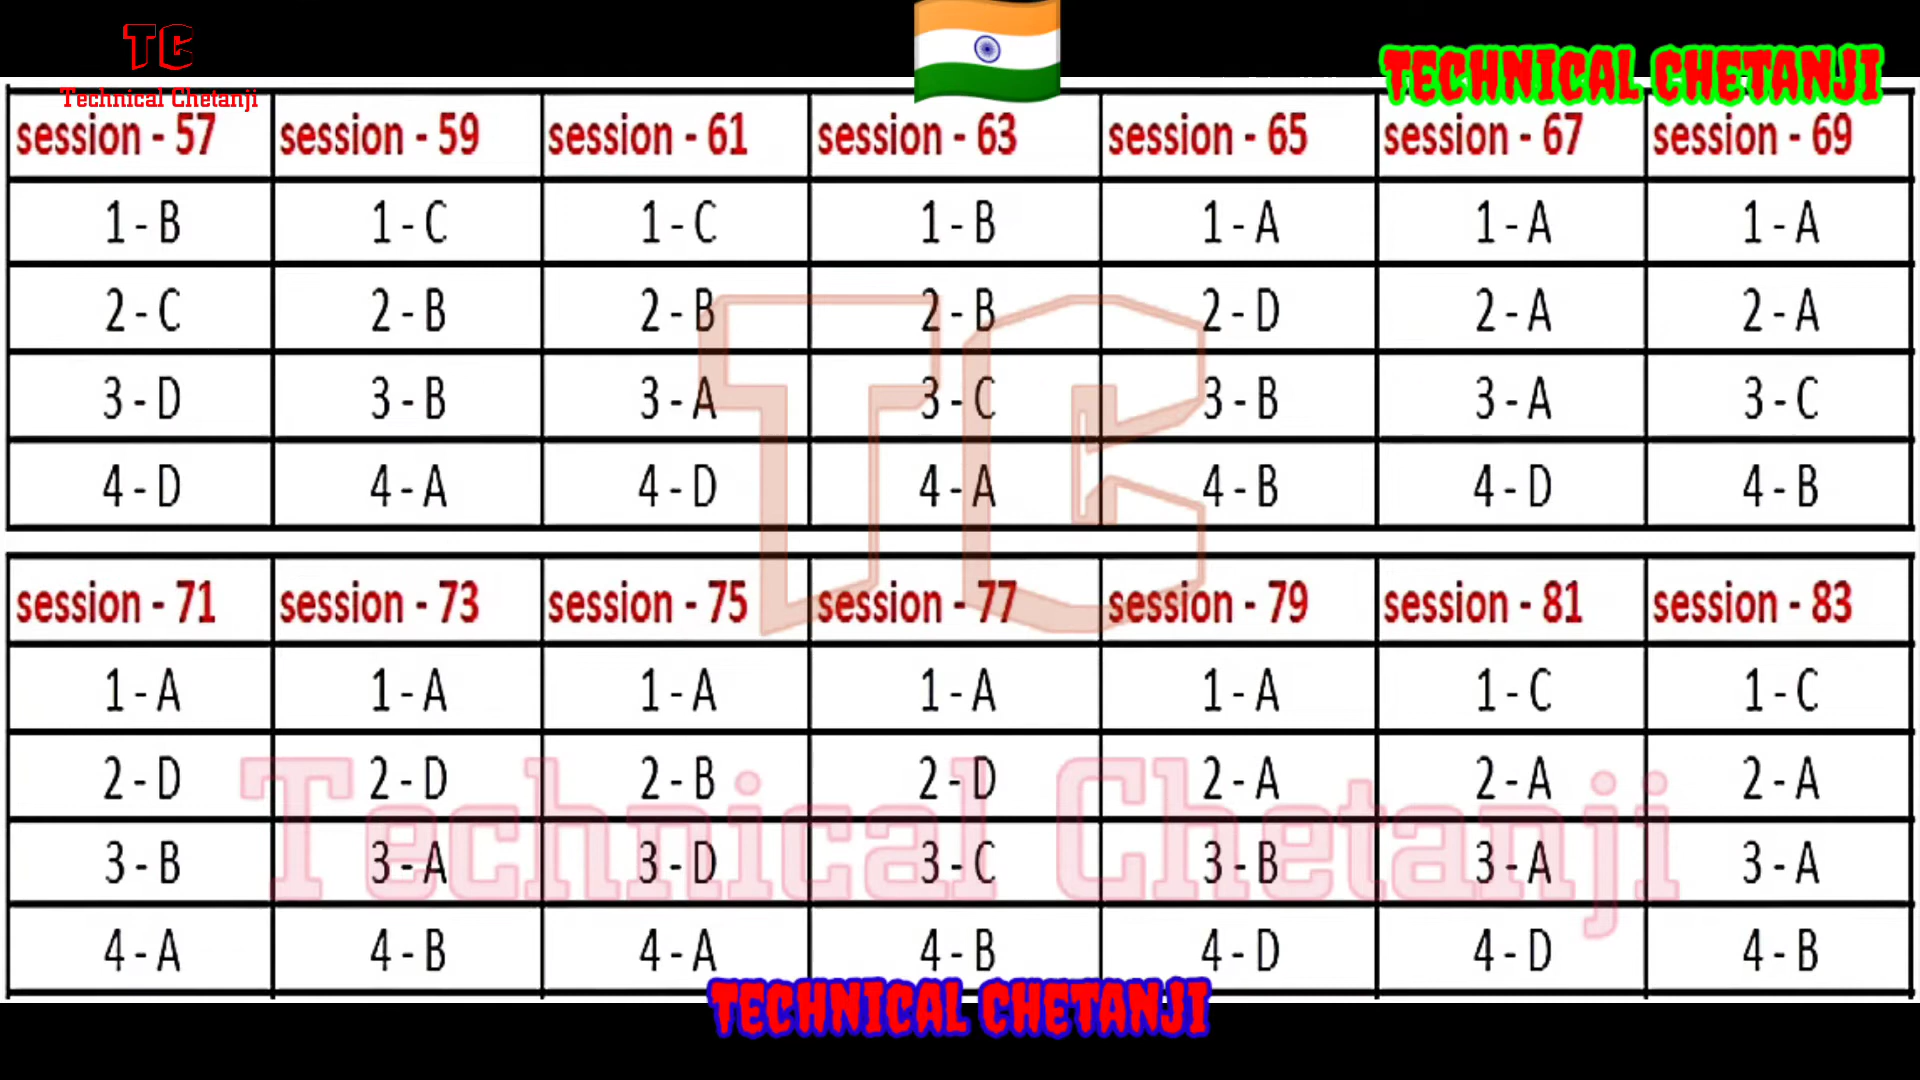 TC
Technical Chetanji
TECHNICAL CHETANJI
session - 57 session - 59 session - 61 session - 63 session - 65 session - 67 session - 69
1 - B 1 - C 1 - C 1 - B 1 - A 1 - A 1 - A
2 - C 2 - B 2 - B 2 - B 2 - D 2 - A 2 - A
3 - D 3 - B 3 - A 3 - C 3 - B 3 - A 3 - C
4 - D 4 - A 4 - D 4 - A 4 - B 4 - D 4 - B
TC
session - 71 session - 73 session - 75 session - 77 session - 79 session - 81 session - 83
1 - A 1 - A 1 - A 1 - A 1 - A 1 - C 1 - C
2 - D 2 - D 2 - B 2 - D 2 - A 2 - A 2 - A
Technical Chetanji
3 - B 3 - A 3 - D 3 - C 3 - B 3 - A 3 - A
4 - A 4 - B 4 - A 4 - B 4 - D 4 - D 4 - B
TECHNICAL CHETANJI